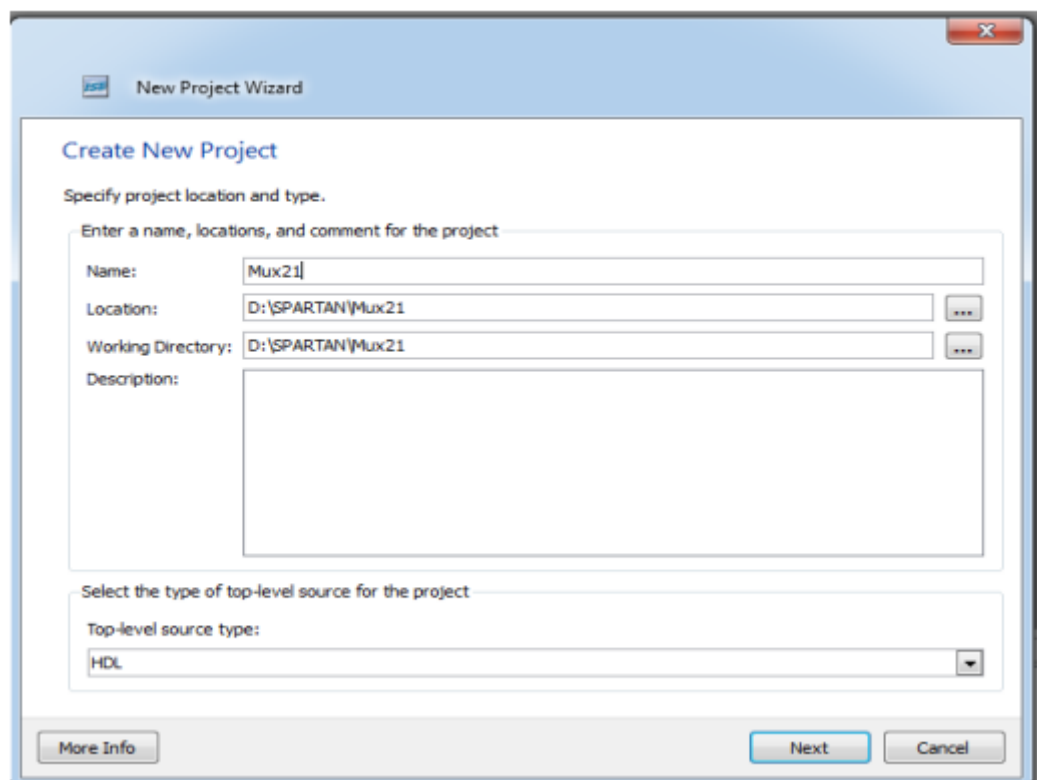 ISE New Project Wizard
Create New Project
Specify project location and type.
Enter a name, locations, and comment for the project
Name: Mux21
Location: D:\SPARTAN\Mux21 ...
Working Directory: D:\SPARTAN\Mux21 ...
Description:
Select the type of top-level source for the project
Top-level source type:
HDL
More Info Next Cancel